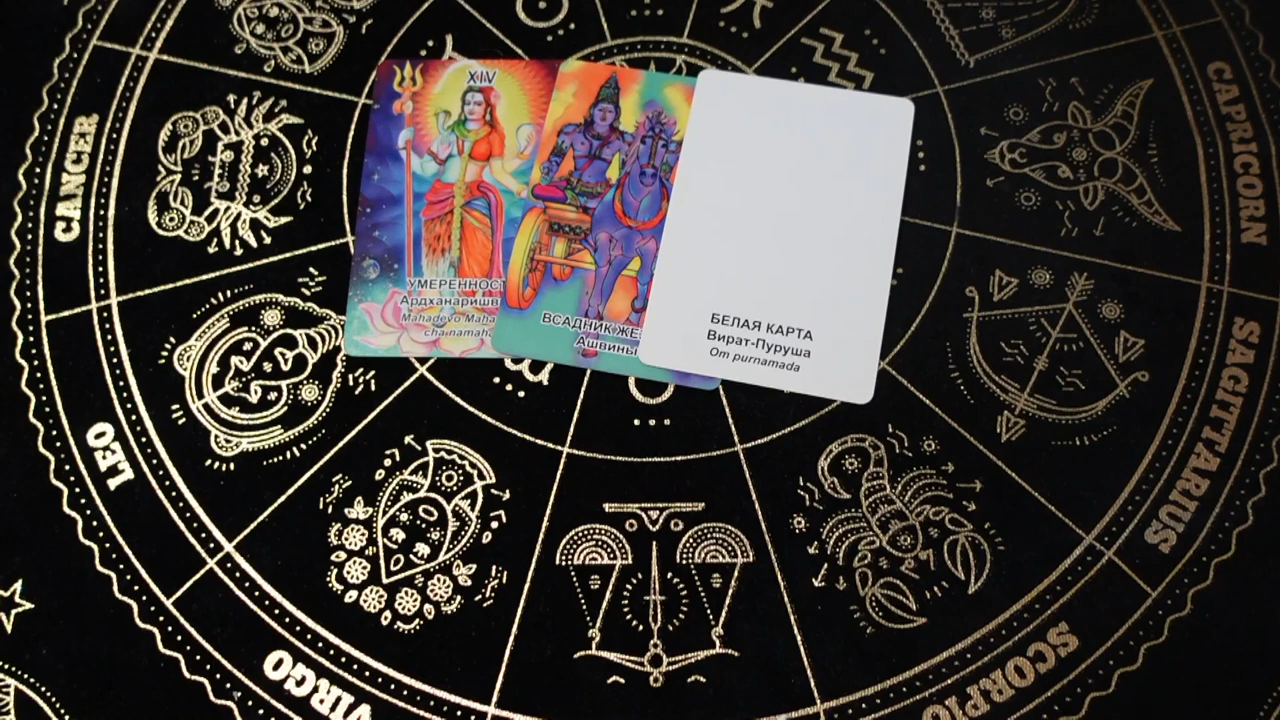 XIV
УМЕРЕННОСТ
Ардханаришв
Mahadevo Maha
cha namah
ВСАДНИК ЖЕ
Ашвины
БЕЛАЯ КАРТА
Вират-Пуруша
Om purnamada
CANCER
LEO
VIRGO
SCORPIO
SAGITTARIUS
CAPRICORN